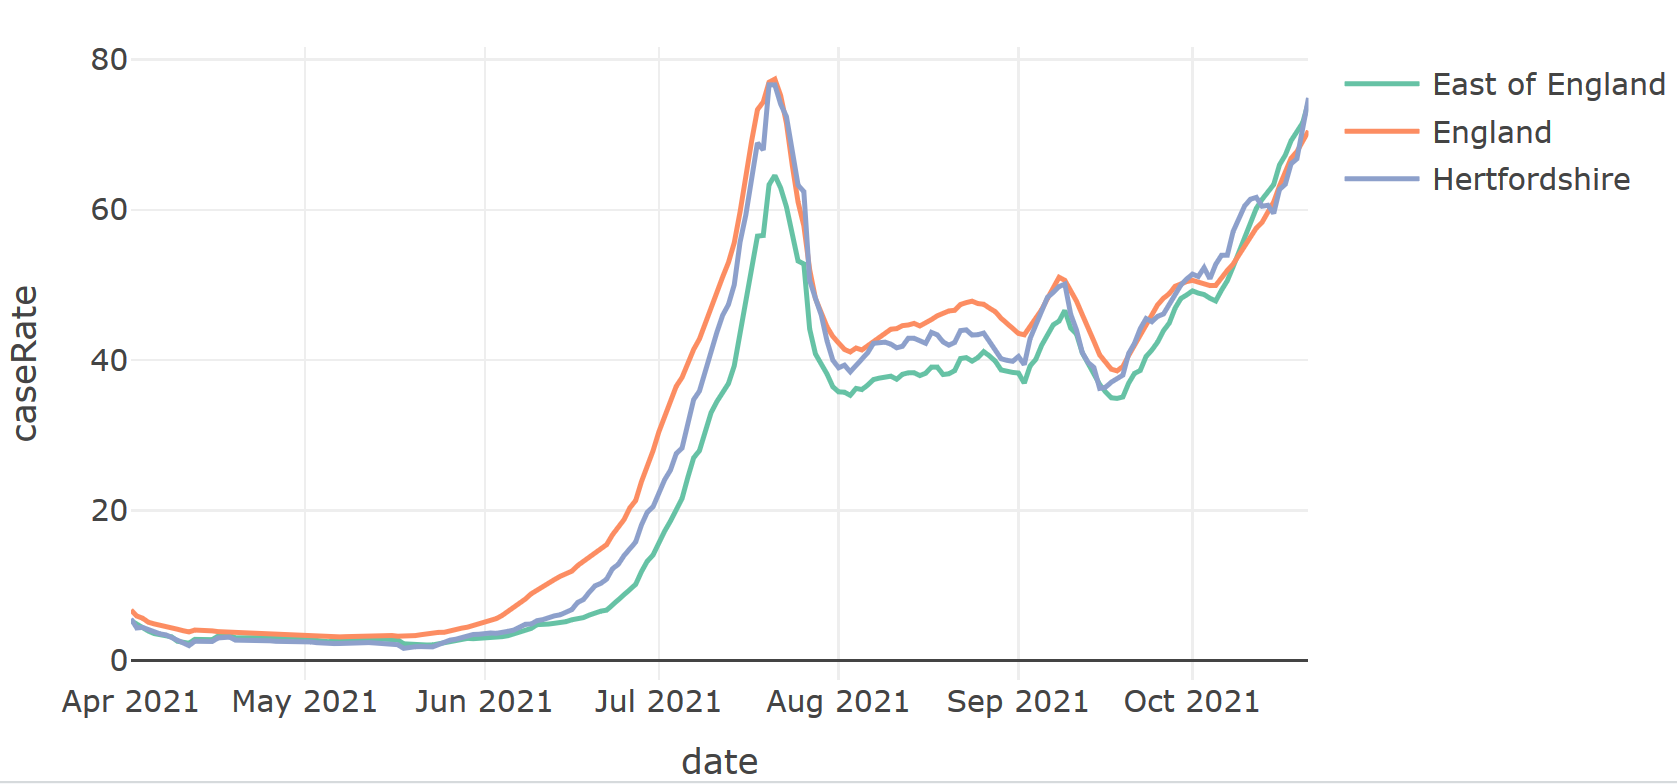 80
60
40
20
0
caseRate
Apr 2021 May 2021 Jun 2021 Jul 2021 Aug 2021 Sep 2021 Oct 2021
date
East of England
England
Hertfordshire